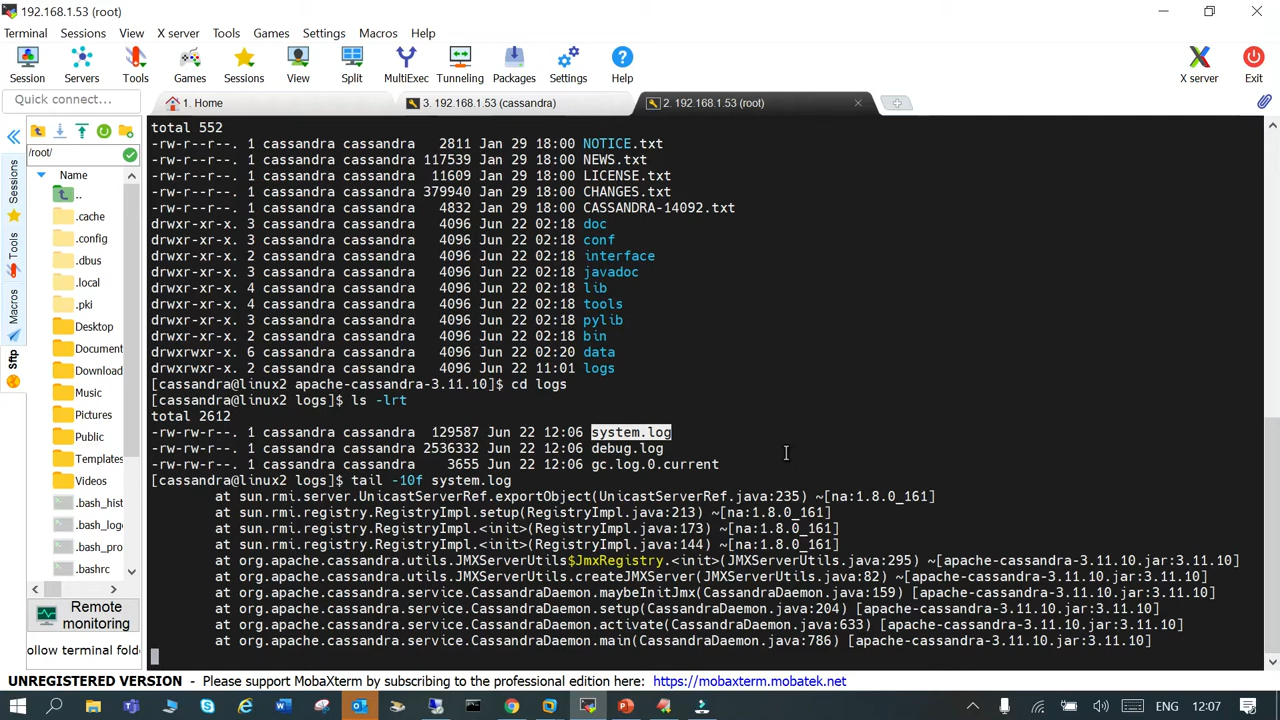 192.168.1.53 (root)
Terminal Sessions View X server Tools Games Settings Macros Help
Session Servers Tools Games Sessions View Split MultiExec Tunneling Packages Settings Help X server Exit
Quick connect...
1. Home
3. 192.168.1.53 (cassandra)
2. 192.168.1.53 (root)
/root/
Name
..
.cache
.config
.dbus
.local
.pki
Desktop
Document
Download
Music
Pictures
Public
Templates
Videos
.bash_hist
.bash_logo
.bash_pro
.bashrc
Remote
monitoring
ollow terminal folde
Sessions
Tools
Macros
Sftp
total 552
-rw-r--r--. 1 cassandra cassandra   2811 Jan 29 18:00 NOTICE.txt
-rw-r--r--. 1 cassandra cassandra 117539 Jan 29 18:00 NEWS.txt
-rw-r--r--. 1 cassandra cassandra  11609 Jan 29 18:00 LICENSE.txt
-rw-r--r--. 1 cassandra cassandra 379940 Jan 29 18:00 CHANGES.txt
-rw-r--r--. 1 cassandra cassandra   4832 Jan 29 18:00 CASSANDRA-14092.txt
drwxr-xr-x. 3 cassandra cassandra   4096 Jun 22 02:18 doc
drwxr-xr-x. 3 cassandra cassandra   4096 Jun 22 02:18 conf
drwxr-xr-x. 2 cassandra cassandra   4096 Jun 22 02:18 interface
drwxr-xr-x. 3 cassandra cassandra   4096 Jun 22 02:18 javadoc
drwxr-xr-x. 4 cassandra cassandra   4096 Jun 22 02:18 lib
drwxr-xr-x. 4 cassandra cassandra   4096 Jun 22 02:18 tools
drwxr-xr-x. 3 cassandra cassandra   4096 Jun 22 02:18 pylib
drwxr-xr-x. 2 cassandra cassandra   4096 Jun 22 02:18 bin
drwxrwxr-x. 6 cassandra cassandra   4096 Jun 22 02:20 data
drwxrwxr-x. 2 cassandra cassandra   4096 Jun 22 11:01 logs
[cassandra@linux2 apache-cassandra-3.11.10]$ cd logs
[cassandra@linux2 logs]$ ls -lrt
total 2612
-rw-rw-r--. 1 cassandra cassandra  129587 Jun 22 12:06 system.log
-rw-rw-r--. 1 cassandra cassandra 2536332 Jun 22 12:06 debug.log
-rw-rw-r--. 1 cassandra cassandra    3655 Jun 22 12:06 gc.log.0.current
[cassandra@linux2 logs]$ tail -10f system.log
at sun.rmi.server.UnicastServerRef.exportObject(UnicastServerRef.java:235) ~[na:1.8.0_161]
at sun.rmi.registry.RegistryImpl.setup(RegistryImpl.java:213) ~[na:1.8.0_161]
at sun.rmi.registry.RegistryImpl.<init>(RegistryImpl.java:173) ~[na:1.8.0_161]
at sun.rmi.registry.RegistryImpl.<init>(RegistryImpl.java:144) ~[na:1.8.0_161]
at org.apache.cassandra.utils.JMXServerUtils$JmxRegistry.<init>(JMXServerUtils.java:295) ~[apache-cassandra-3.11.10.jar:3.11.10]
at org.apache.cassandra.utils.JMXServerUtils.createJMXServer(JMXServerUtils.java:82) ~[apache-cassandra-3.11.10.jar:3.11.10]
at org.apache.cassandra.service.CassandraDaemon.maybeInitJmx(CassandraDaemon.java:159) [apache-cassandra-3.11.10.jar:3.11.10]
at org.apache.cassandra.service.CassandraDaemon.setup(CassandraDaemon.java:204) [apache-cassandra-3.11.10.jar:3.11.10]
at org.apache.cassandra.service.CassandraDaemon.activate(CassandraDaemon.java:633) [apache-cassandra-3.11.10.jar:3.11.10]
at org.apache.cassandra.service.CassandraDaemon.main(CassandraDaemon.java:786) [apache-cassandra-3.11.10.jar:3.11.10]
UNREGISTERED VERSION - Please support MobaXterm by subscribing to the professional edition here: https://mobaxterm.mobatek.net
ENG 12:07